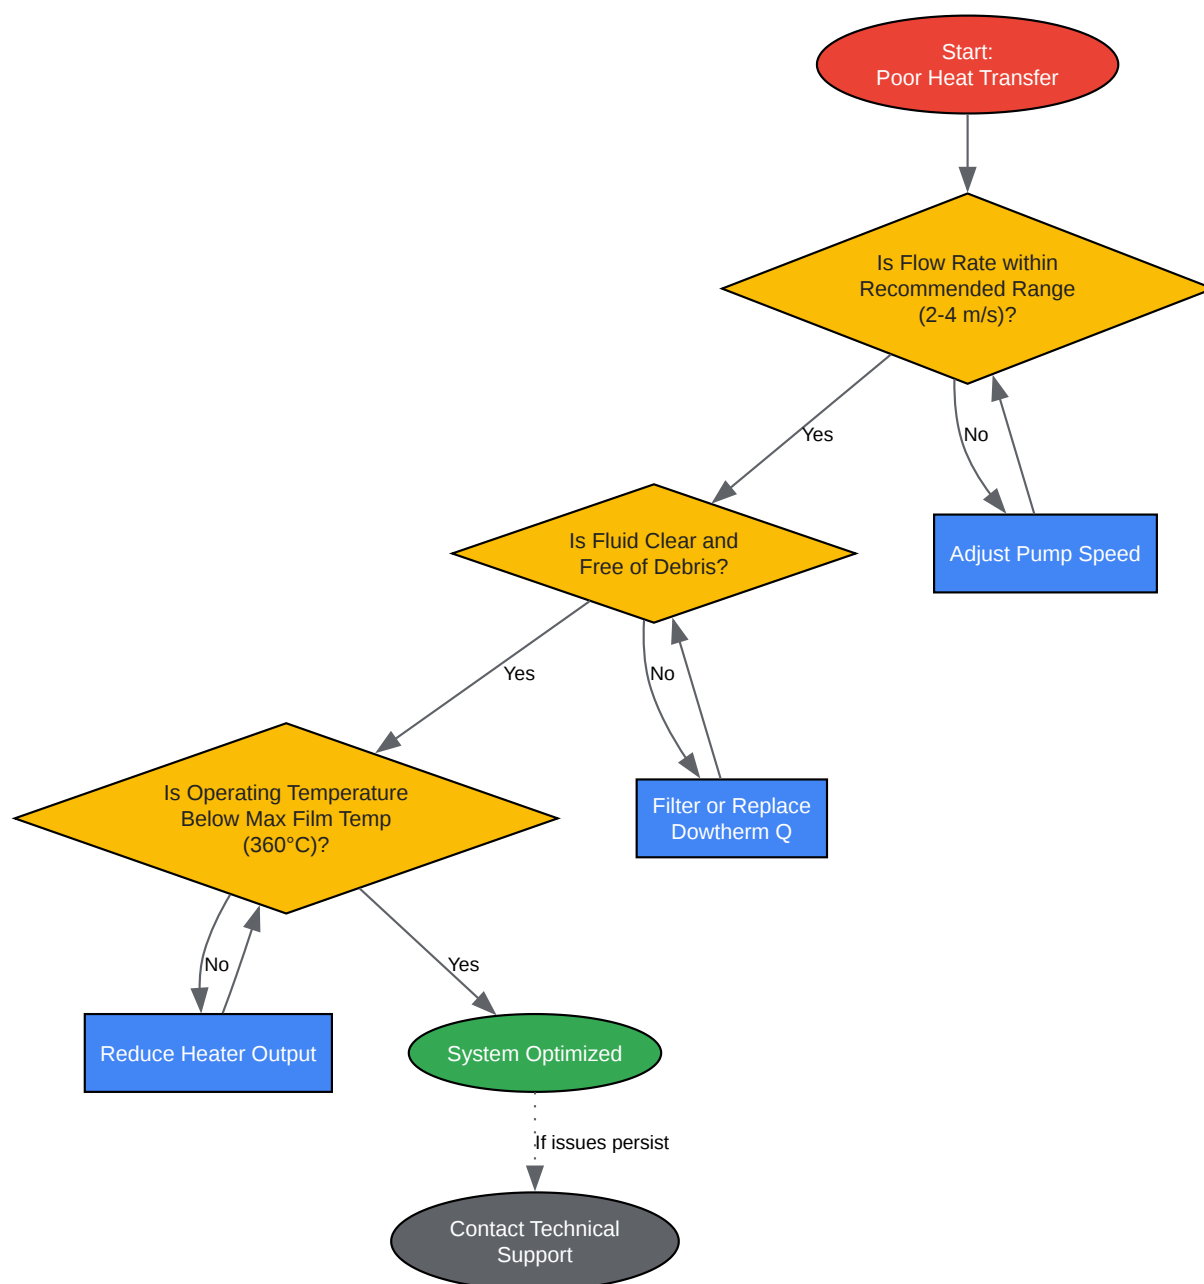 Start:
Poor Heat Transfer
Is Flow Rate within
Recommended Range
(2-4 m/s)?
Yes
No
Is Fluid Clear and
Free of Debris?
Adjust Pump Speed
Yes
No
Is Operating Temperature
Below Max Film Temp
(360°C)?
Filter or Replace
Dowtherm Q
No
Yes
Reduce Heater Output
System Optimized
If issues persist
Contact Technical
Support